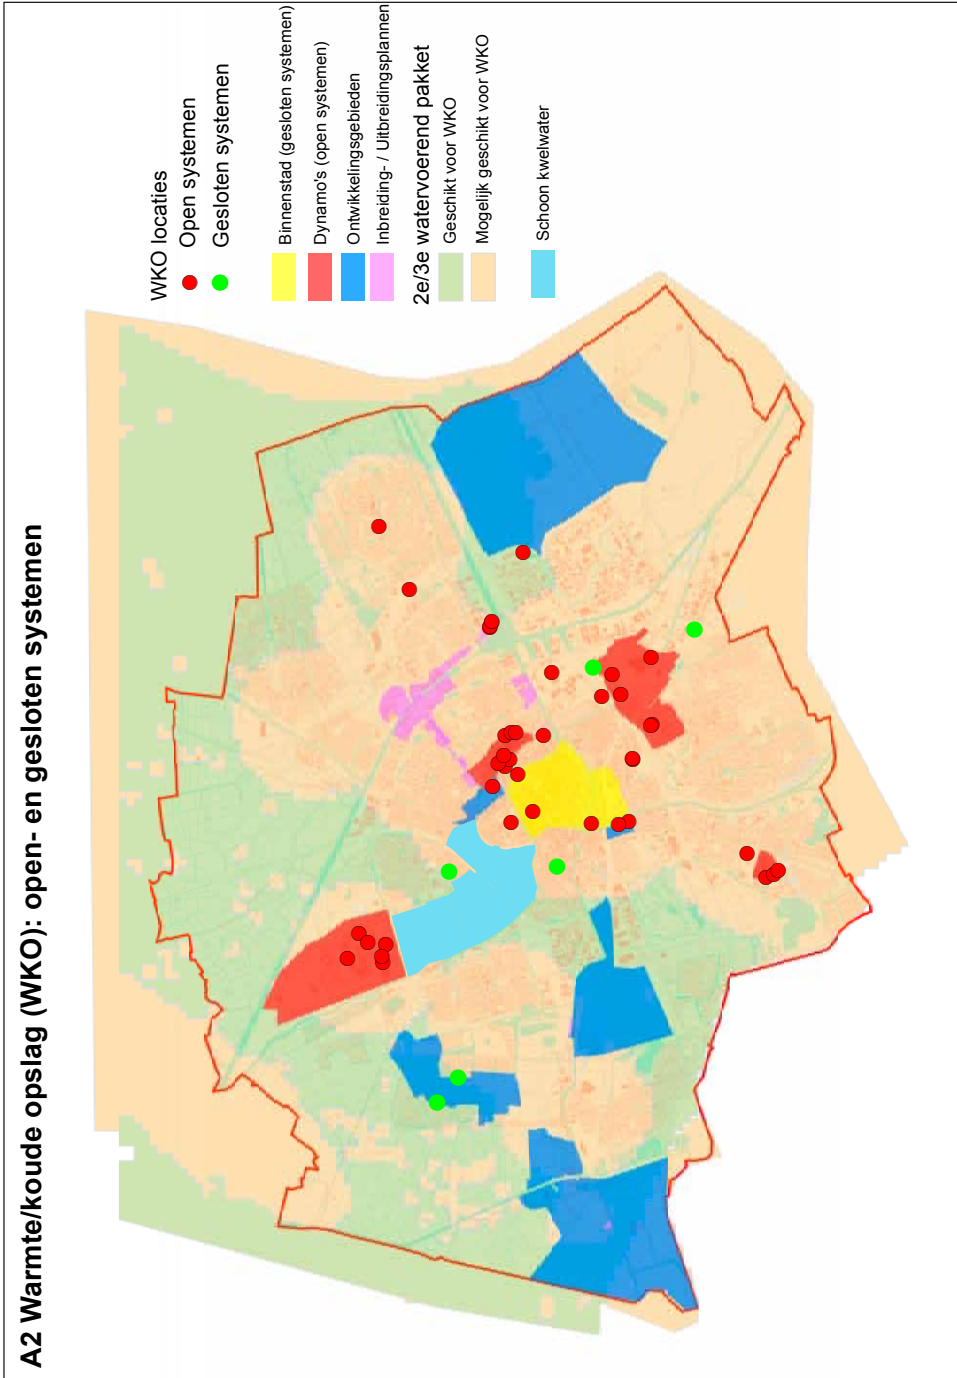 A2 Warmte/koude opslag (WKO): open- en gesloten systemen
WKO locaties
Open systemen
Gesloten systemen
Binnenstad (gesloten systemen)
Dynamo's (open systemen)
Ontwikkelingsgebieden
Inbreiding- / Uitbreidingsplannen
2e/3e watervoerend pakket
Geschikt voor WKO
Mogelijk geschikt voor WKO
Schoon kwelwater